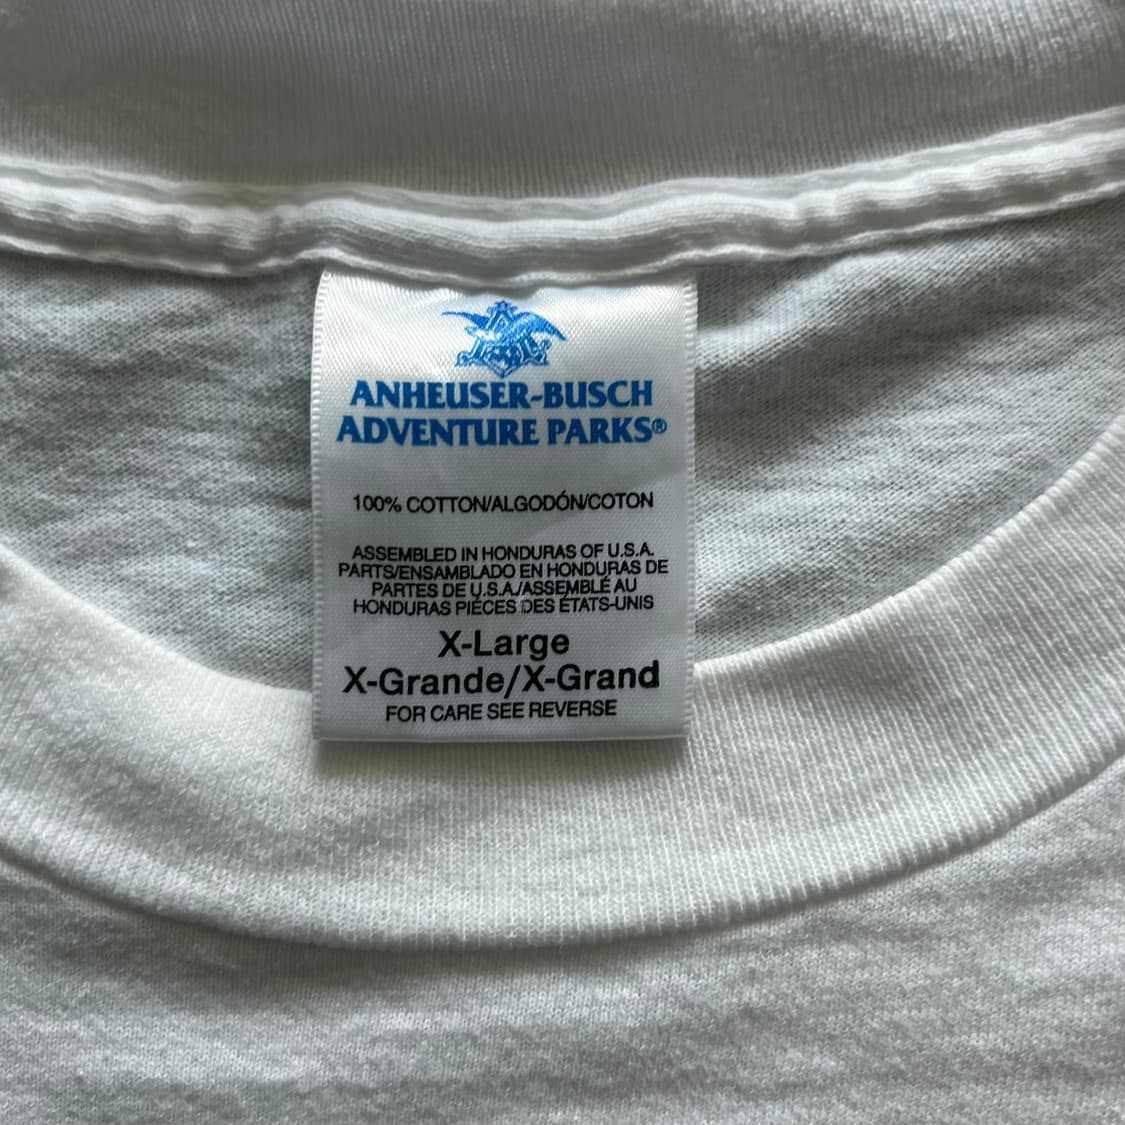 ANHEUSER-BUSCH
ADVENTURE PARKS®
100% COTTON/ALGODÓN/COTON
ASSEMBLED IN HONDURAS OF U.S.A.
PARTS/ENSAMBLADO EN HONDURAS DE
PARTES DE U.S.A./ASSEMBLÉ AU
HONDURAS PIÉCES DES ÉTATS-UNIS
X-Large
X-Grande/X-Grand
FOR CARE SEE REVERSE